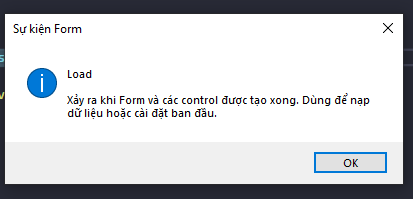 Sự kiện Form
Load
Xảy ra khi Form và các control được tạo xong. Dùng để nạp
dữ liệu hoặc cài đặt ban đầu.
OK